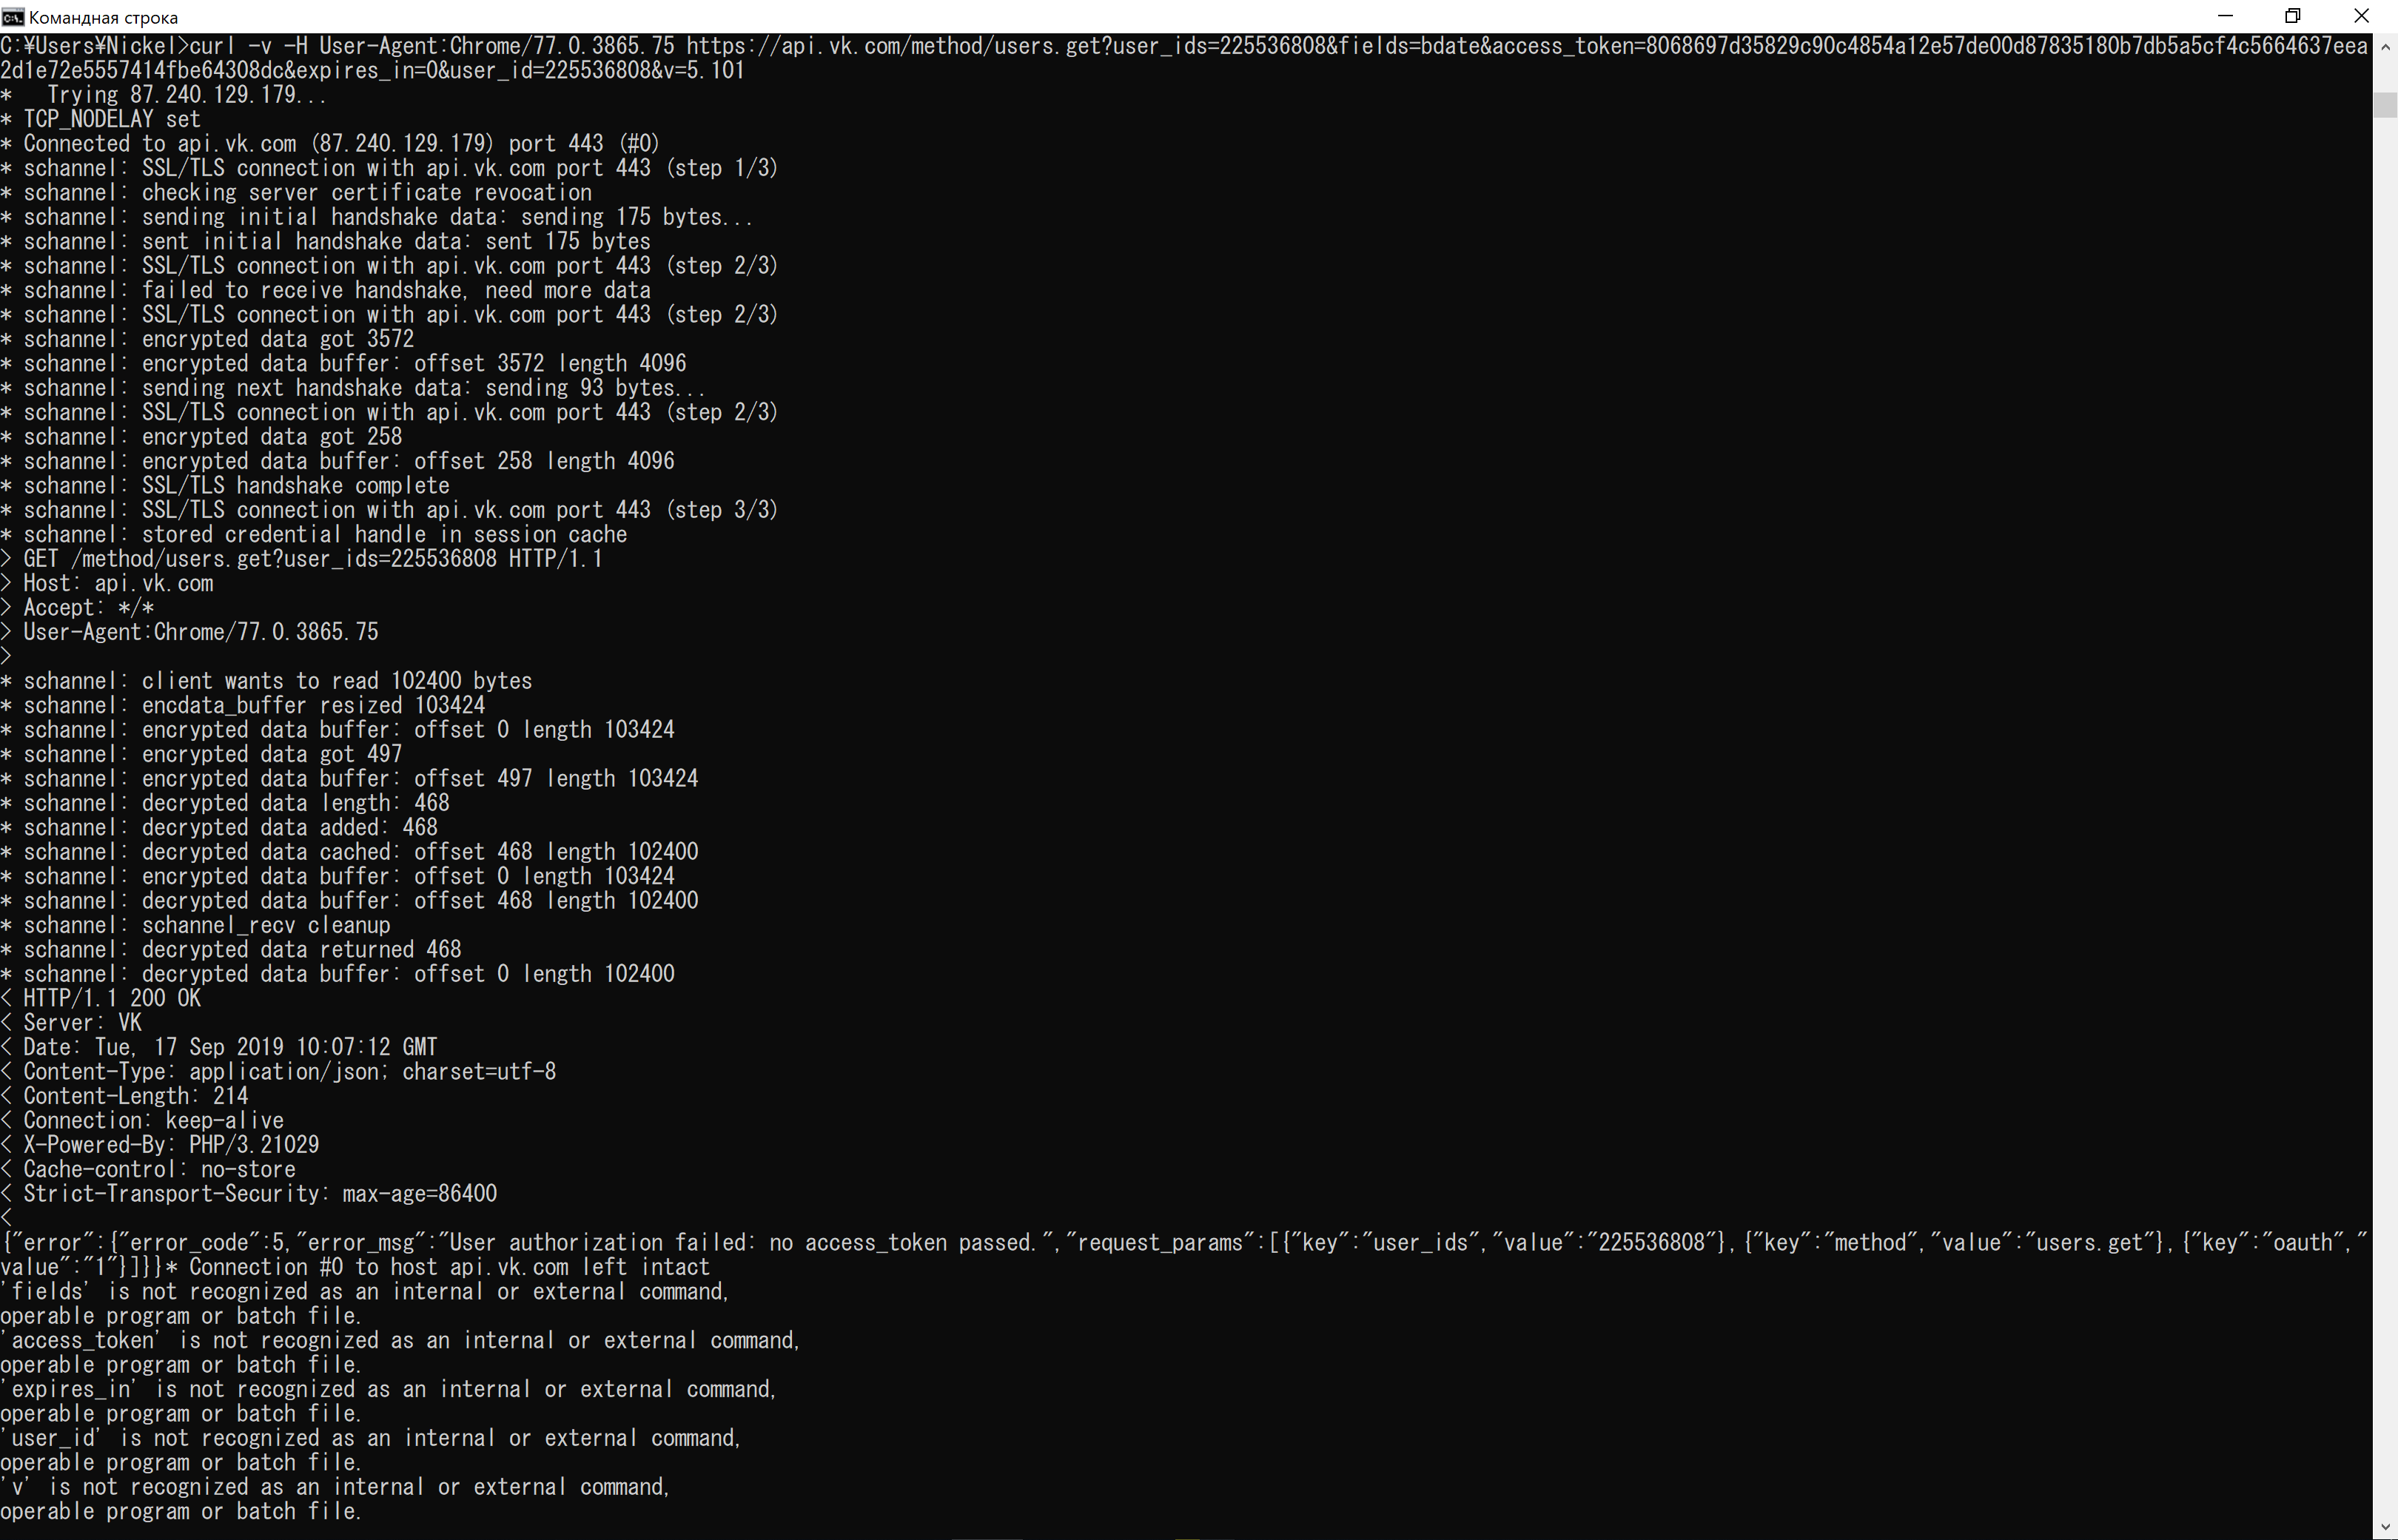 Командная строка
C:¥Users¥Nickel>curl -v -H User-Agent:Chrome/77.0.3865.75 https://api.vk.com/method/users.get?user_ids=225536808&fields=bdate&access_token=8068697d35829c90c4854a12e57de00d87835180b7db5a5cf4c5664637eea
2d1e72e5557414fbe64308dc&expires_in=0&user_id=225536808&v=5.101
*   Trying 87.240.129.179...
* TCP_NODELAY set
* Connected to api.vk.com (87.240.129.179) port 443 (#0)
* schannel: SSL/TLS connection with api.vk.com port 443 (step 1/3)
* schannel: checking server certificate revocation
* schannel: sending initial handshake data: sending 175 bytes...
* schannel: sent initial handshake data: sent 175 bytes
* schannel: SSL/TLS connection with api.vk.com port 443 (step 2/3)
* schannel: failed to receive handshake, need more data
* schannel: SSL/TLS connection with api.vk.com port 443 (step 2/3)
* schannel: encrypted data got 3572
* schannel: encrypted data buffer: offset 3572 length 4096
* schannel: sending next handshake data: sending 93 bytes...
* schannel: SSL/TLS connection with api.vk.com port 443 (step 2/3)
* schannel: encrypted data got 258
* schannel: encrypted data buffer: offset 258 length 4096
* schannel: SSL/TLS handshake complete
* schannel: SSL/TLS connection with api.vk.com port 443 (step 3/3)
* schannel: stored credential handle in session cache
> GET /method/users.get?user_ids=225536808 HTTP/1.1
> Host: api.vk.com
> Accept: */*
> User-Agent:Chrome/77.0.3865.75
>
* schannel: client wants to read 102400 bytes
* schannel: encdata_buffer resized 103424
* schannel: encrypted data buffer: offset 0 length 103424
* schannel: encrypted data got 497
* schannel: encrypted data buffer: offset 497 length 103424
* schannel: decrypted data length: 468
* schannel: decrypted data added: 468
* schannel: decrypted data cached: offset 468 length 102400
* schannel: encrypted data buffer: offset 0 length 103424
* schannel: decrypted data buffer: offset 468 length 102400
* schannel: schannel_recv cleanup
* schannel: decrypted data returned 468
* schannel: decrypted data buffer: offset 0 length 102400
< HTTP/1.1 200 OK
< Server: VK
< Date: Tue, 17 Sep 2019 10:07:12 GMT
< Content-Type: application/json; charset=utf-8
< Content-Length: 214
< Connection: keep-alive
< X-Powered-By: PHP/3.21029
< Cache-control: no-store
< Strict-Transport-Security: max-age=86400
<
{"error":{"error_code":5,"error_msg":"User authorization failed: no access_token passed.","request_params":[{"key":"user_ids","value":"225536808"},{"key":"method","value":"users.get"},{"key":"oauth","
value":"1"}]}}* Connection #0 to host api.vk.com left intact
'fields' is not recognized as an internal or external command,
operable program or batch file.
'access_token' is not recognized as an internal or external command,
operable program or batch file.
'expires_in' is not recognized as an internal or external command,
operable program or batch file.
'user_id' is not recognized as an internal or external command,
operable program or batch file.
'v' is not recognized as an internal or external command,
operable program or batch file.